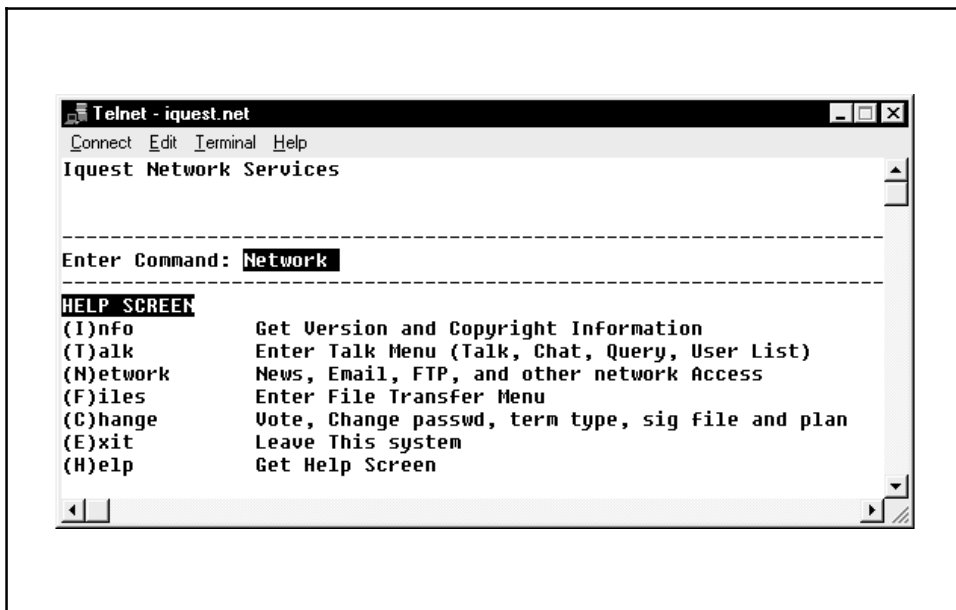 Telnet - iquest.net
Connect Edit Terminal Help
Iquest Network Services
--------------------------------------------------------------------
Enter Command: Network
--------------------------------------------------------------------
HELP SCREEN
(I)nfo Get Version and Copyright Information
(T)alk Enter Talk Menu (Talk, Chat, Query, User List)
(N)etwork News, Email, FTP, and other network Access
(F)iles Enter File Transfer Menu
(C)hange Vote, Change passwd, term type, sig file and plan
(E)xit Leave This system
(H)elp Get Help Screen